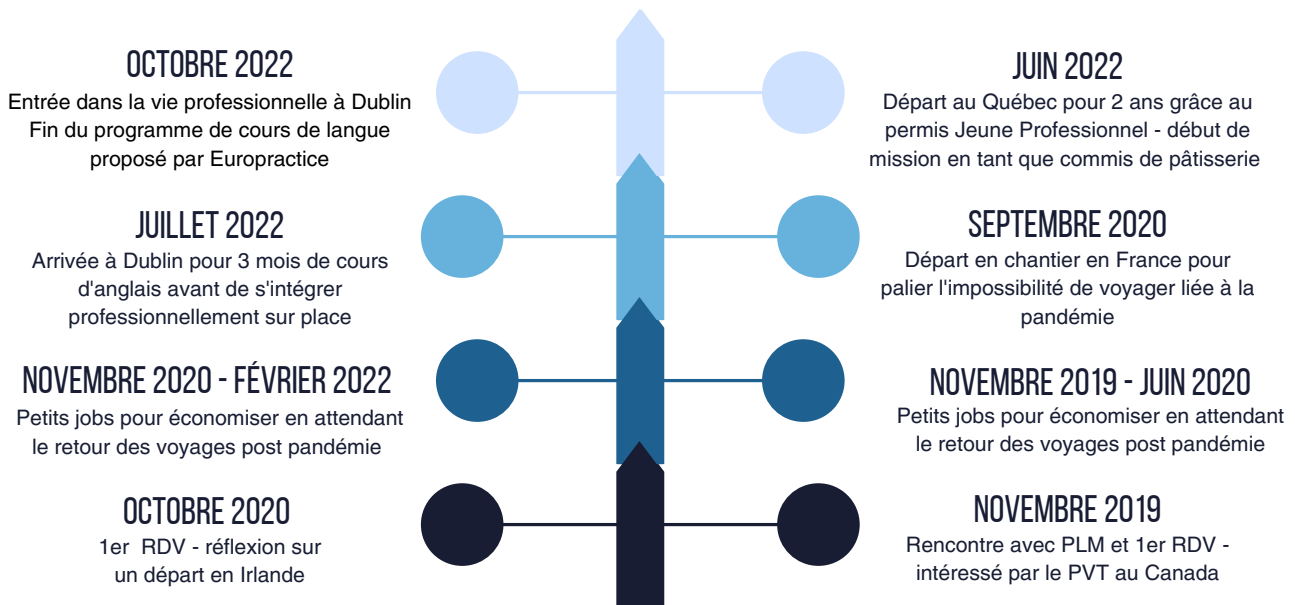 OCTOBRE 2022
Entrée dans la vie professionnelle à Dublin
Fin du programme de cours de langue
proposé par Europractice
JUILLET 2022
Arrivée à Dublin pour 3 mois de cours
d'anglais avant de s'intégrer
professionnellement sur place
NOVEMBRE 2020 - FÉVRIER 2022
Petits jobs pour économiser en attendant
le retour des voyages post pandémie
OCTOBRE 2020
1er RDV - réflexion sur
un départ en Irlande
JUIN 2022
Départ au Québec pour 2 ans grâce au
permis Jeune Professionnel - début de
mission en tant que commis de pâtisserie
SEPTEMBRE 2020
Départ en chantier en France pour
palier l'impossibilité de voyager liée à la
pandémie
NOVEMBRE 2019 - JUIN 2020
Petits jobs pour économiser en attendant
le retour des voyages post pandémie
NOVEMBRE 2019
Rencontre avec PLM et 1er RDV -
intéressé par le PVT au Canada